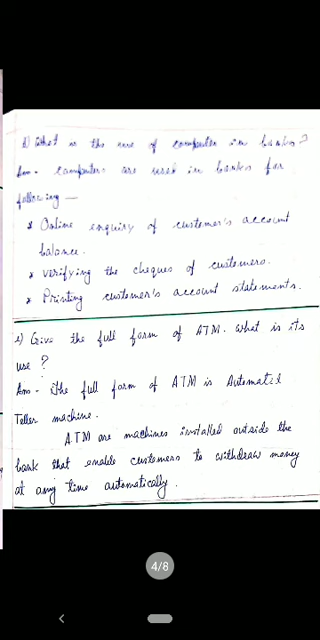 d) What is the use of computer in banks?
Ans - Computers are used in banks for
following —
* Online enquiry of customer's account
balance.
* verifying the cheques of customers.
* Printing customer's account statements.
e) Give the full form of ATM. What is its
use?
Ans - The full form of ATM is Automated
Teller machine.
ATM are machines installed outside the
bank that enable customers to withdraw money
at any time automatically.
4/8